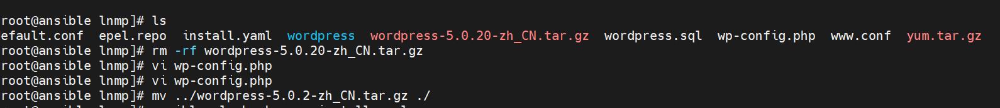 root@ansible lnmp]# ls
efault.conf epel.repo install.yaml wordpress wordpress-5.0.20-zh_CN.tar.gz wordpress.sql wp-config.php www.conf yum.tar.gz
root@ansible lnmp]# rm -rf wordpress-5.0.20-zh_CN.tar.gz
root@ansible lnmp]# vi wp-config.php
root@ansible lnmp]# vi wp-config.php
root@ansible lnmp]# mv ../wordpress-5.0.2-zh_CN.tar.gz ./